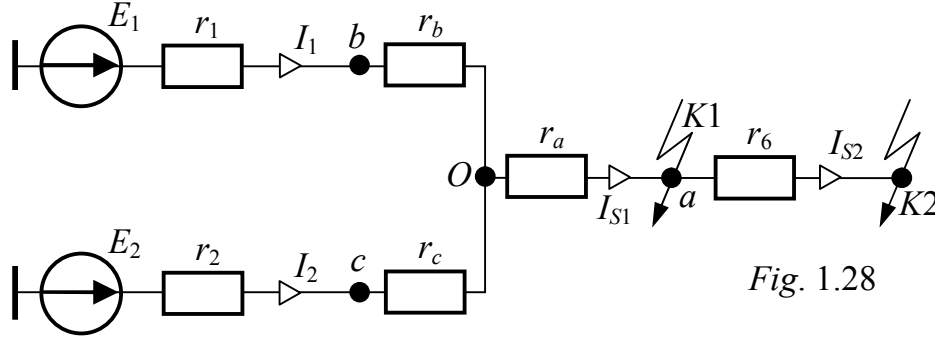 E1 r1 I1 b rb
ra K1 r6 IS2
O IS1 a K2
E2 r2 I2 c rc
Fig. 1.28